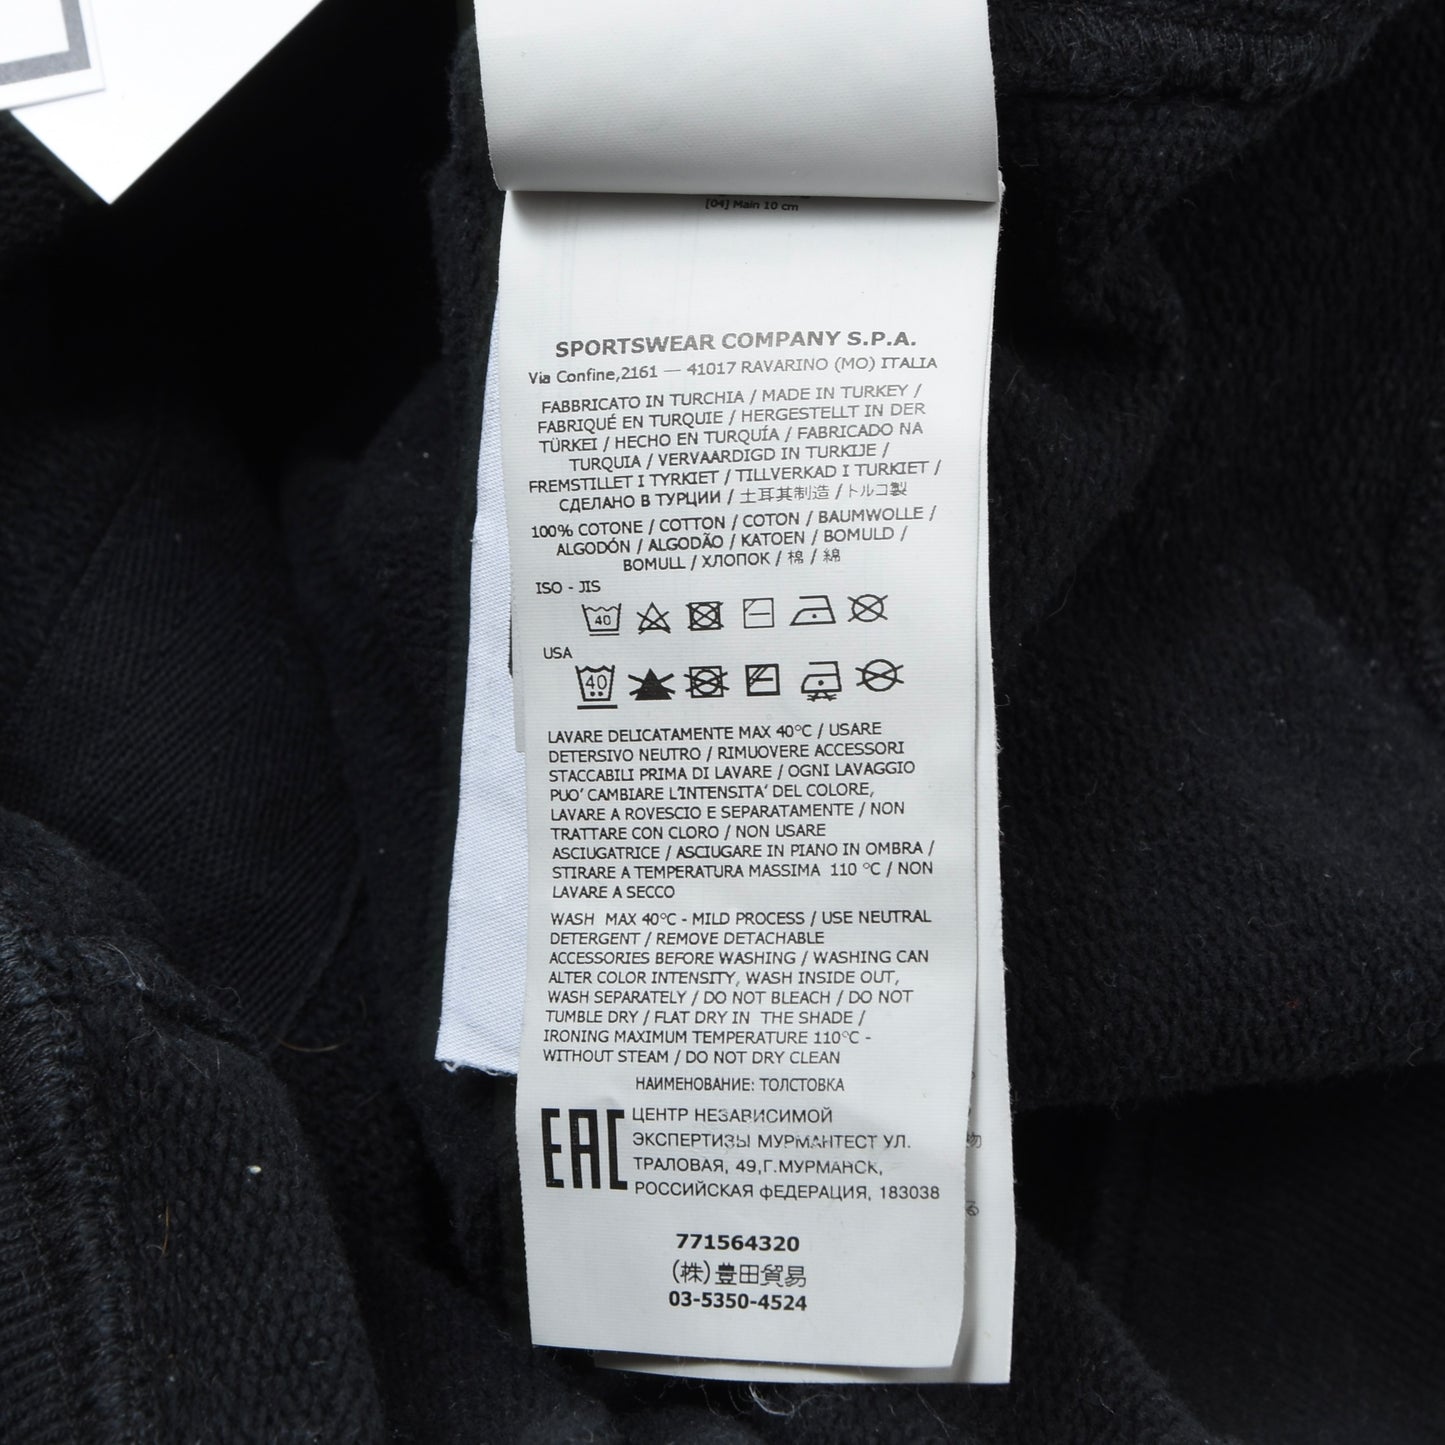 [04] Main 10 cm
SPORTSWEAR COMPANY S.P.A.
Via Confine,2161 — 41017 RAVARINO (MO) ITALIA
FABBRICATO IN TURCHIA / MADE IN TURKEY /
FABRIQUÉ EN TURQUIE / HERGESTELLT IN DER
TÜRKEI / HECHO EN TURQUÍA / FABRICADO NA
TURQUIA / VERVAARDIGD IN TURKIJE /
FREMSTILLET I TYRKIET / TILLVERKAD I TURKIET /
СДЕЛАНО В ТУРЦИИ / 土耳其制造 / トルコ製
100% COTONE / COTTON / COTON / BAUMWOLLE /
ALGODÓN / ALGODÃO / KATOEN / BOMULD /
BOMULL / ХЛОПОК / 棉 / 綿
ISO - JIS
40
USA
40
LAVARE DELICATAMENTE MAX 40°C / USARE
DETERSIVO NEUTRO / RIMUOVERE ACCESSORI
STACCABILI PRIMA DI LAVARE / OGNI LAVAGGIO
PUO' CAMBIARE L'INTENSITA' DEL COLORE,
LAVARE A ROVESCIO E SEPARATAMENTE / NON
TRATTARE CON CLORO / NON USARE
ASCIUGATRICE / ASCIUGARE IN PIANO IN OMBRA /
STIRARE A TEMPERATURA MASSIMA 110 °C / NON
LAVARE A SECCO
WASH MAX 40°C - MILD PROCESS / USE NEUTRAL
DETERGENT / REMOVE DETACHABLE
ACCESSORIES BEFORE WASHING / WASHING CAN
ALTER COLOR INTENSITY, WASH INSIDE OUT,
WASH SEPARATELY / DO NOT BLEACH / DO NOT
TUMBLE DRY / FLAT DRY IN THE SHADE /
IRONING MAXIMUM TEMPERATURE 110°C -
WITHOUT STEAM / DO NOT DRY CLEAN
НАИМЕНОВАНИЕ: ТОЛСТОВКА
EAC
ЦЕНТР НЕЗАВИСИМОЙ
ЭКСПЕРТИЗЫ МУРМАНТЕСТ УЛ.
ТРАЛОВАЯ, 49,Г.МУРМАНСК,
РОССИЙСКАЯ ФЕДЕРАЦИЯ, 183038
771564320
(株)豊田貿易
03-5350-4524